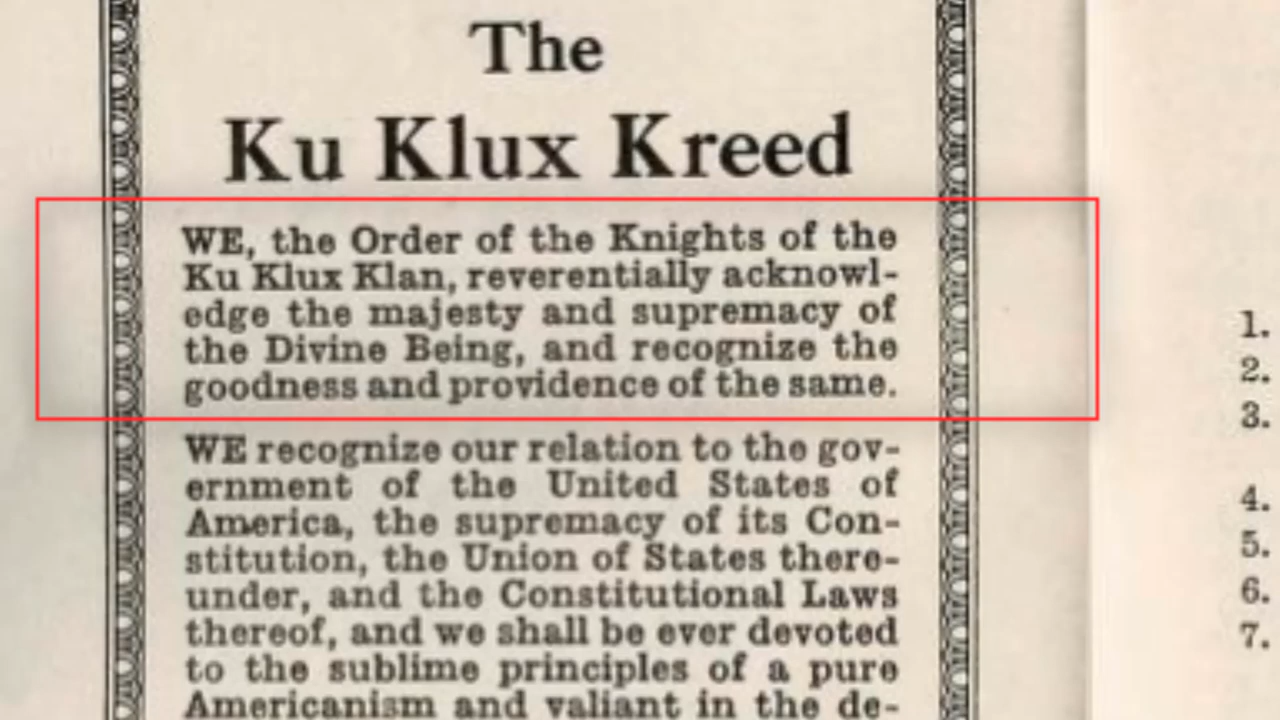 The
Ku Klux Kreed
WE, the Order of the Knights of the
Ku Klux Klan, reverentially acknowl-
edge the majesty and supremacy of
the Divine Being, and recognize the
goodness and providence of the same.
WE recognize our relation to the gov-
ernment of the United States of
America, the supremacy of its Con-
stitution, the Union of States there-
under, and the Constitutional Laws
thereof, and we shall be ever devoted
to the sublime principles of a pure
Americanism and valiant in the de-
1.
2.
3.
4.
5.
6.
7.